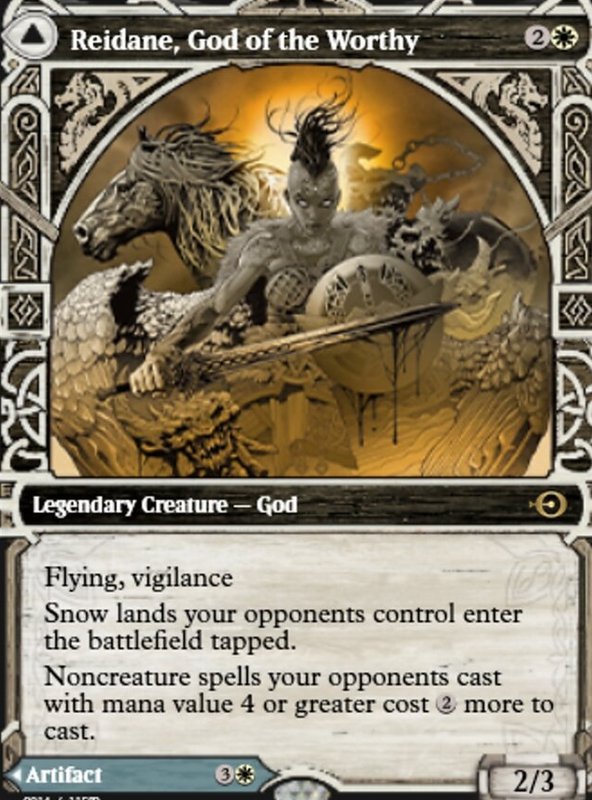 Reidane, God of the Worthy 2
Legendary Creature — God
Flying, vigilance
Snow lands your opponents control enter
the battlefield tapped.
Noncreature spells your opponents cast
with mana value 4 or greater cost 2 more to
cast.
Artifact 3
2/3